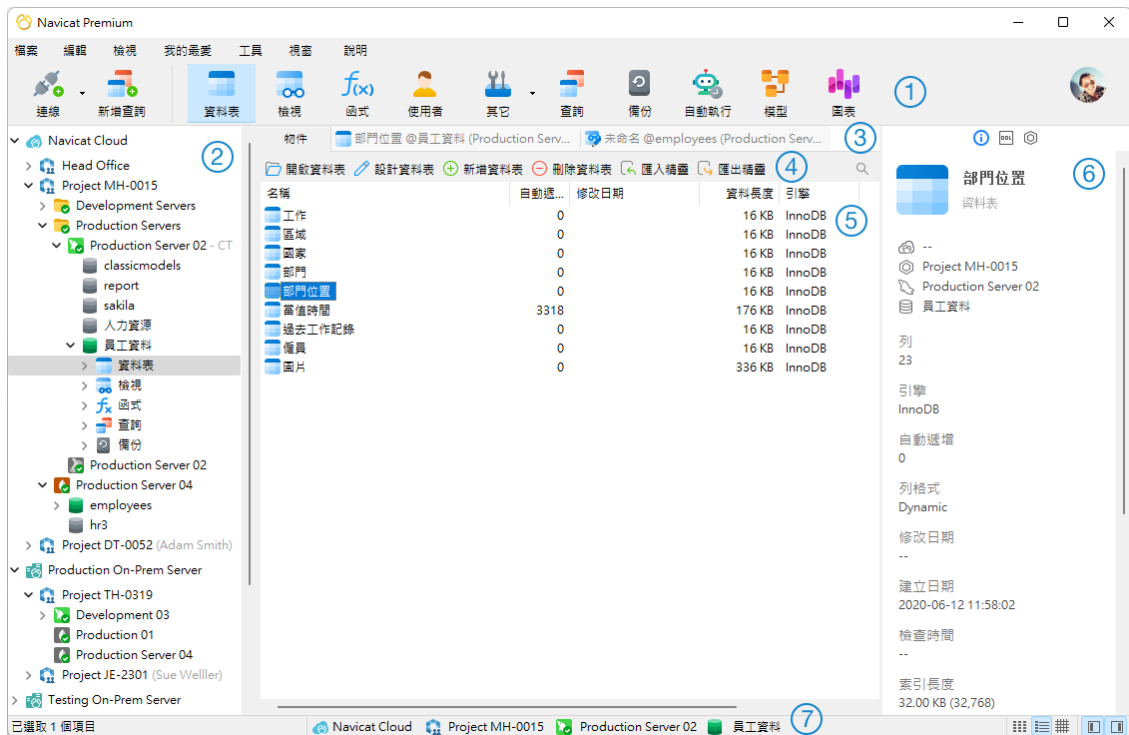 Navicat Premium
檔案 編輯 檢視 我的最愛 工具 視窗 說明
連線 新增查詢 資料表 檢視 函式 使用者 其它 查詢 備份 自動執行 模型 圖表 ①
Navicat Cloud ②
Head Office
Project MH-0015
Development Servers
Production Servers
Production Server 02 - CT
classicmodels
report
sakila
人力資源
員工資料
資料表
檢視
函式
查詢
備份
Production Server 02
Production Server 04
employees
hr3
Project DT-0052 (Adam Smith)
Production On-Prem Server
Project TH-0319
Development 03
Production 01
Production Server 04
Project JE-2301 (Sue Welller)
Testing On-Prem Server
物件 部門位置 @員工資料 (Production Serv... 未命名 @employees (Production Serv... ③
開啟資料表 設計資料表 新增資料表 刪除資料表 匯入精靈 匯出精靈 ④
名稱 自動遞... 修改日期 資料長度 引擎
工作 0 16 KB InnoDB ⑤
區域 0 16 KB InnoDB
國家 0 16 KB InnoDB
部門 0 16 KB InnoDB
部門位置 0 16 KB InnoDB
當值時間 3318 176 KB InnoDB
過去工作記錄 0 16 KB InnoDB
僱員 0 16 KB InnoDB
圖片 0 336 KB InnoDB
DDL
部門位置 ⑥
資料表
--
Project MH-0015
Production Server 02
員工資料
列
23
引擎
InnoDB
自動遞增
0
列格式
Dynamic
修改日期
--
建立日期
2020-06-12 11:58:02
檢查時間
--
索引長度
32.00 KB (32,768)
已選取 1 個項目 Navicat Cloud Project MH-0015 Production Server 02 員工資料 ⑦